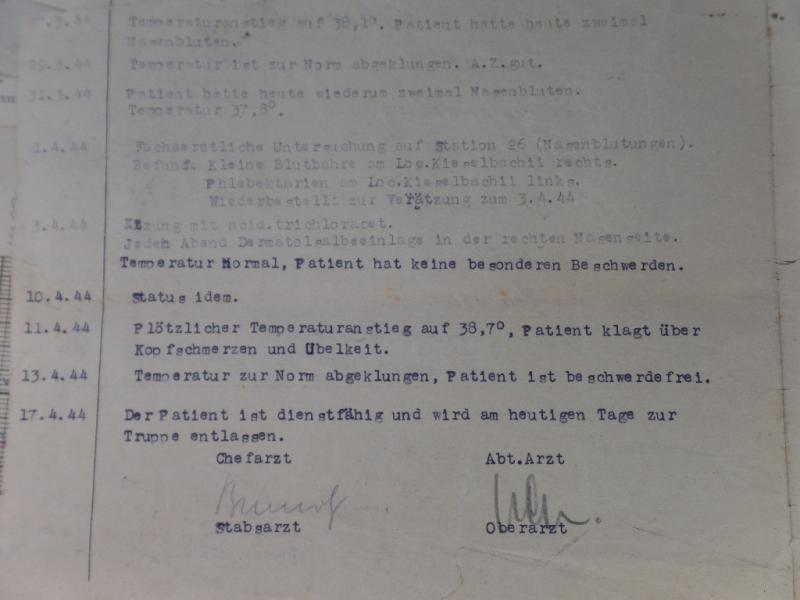 .3.44 Temperaturanstieg auf 38,1°. Patient hatte heute zweimal
Nasenbluten.
29.3.44 Temperatur ist zur Norm abgeklungen. A.Z.gut.
31.3.44 Patient hatte heute wiederum zweimal Nasenbluten.
Temperatur 37,8°.
1.4.44 Fachaerztliche Untersuchung auf Station 26 (Nasenblutungen).
Befund: Kleine Blutbahre am Loc.Kieselbachii rechts.
Phlebektarien am Loc.Kieselbachii links.
Wiederbestellt zur Verätzung zum 3.4.44
3.4.44 Ätzung mit acid.trichloracet.
Jeden Abend Dermatolsalbeeinlage in der rechten Nasenseite.
Temperatur Normal, Patient hat keine besonderen Beschwerden.
10.4.44 Status idem.
11.4.44 Plötzlicher Temperaturanstieg auf 38,7°, Patient klagt über
Kopfschmerzen und Übelkeit.
13.4.44 Temperatur zur Norm abgeklungen, Patient ist beschwerdefrei.
17.4.44 Der Patient ist dienstfähig und wird am heutigen Tage zur
Truppe entlassen.
Chefarzt Abt.Arzt
Stabsarzt Oberarzt